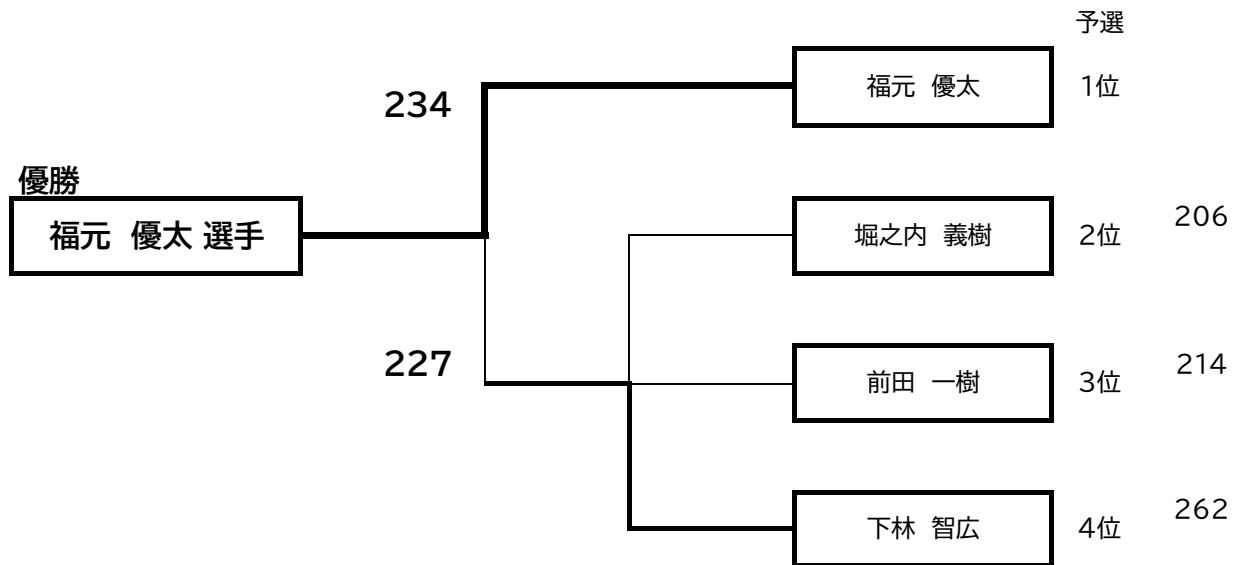 予選
福元 優太 1位
234
優勝
福元 優太 選手
堀之内 義樹 2位 206
227
前田 一樹 3位 214
下林 智広 4位 262